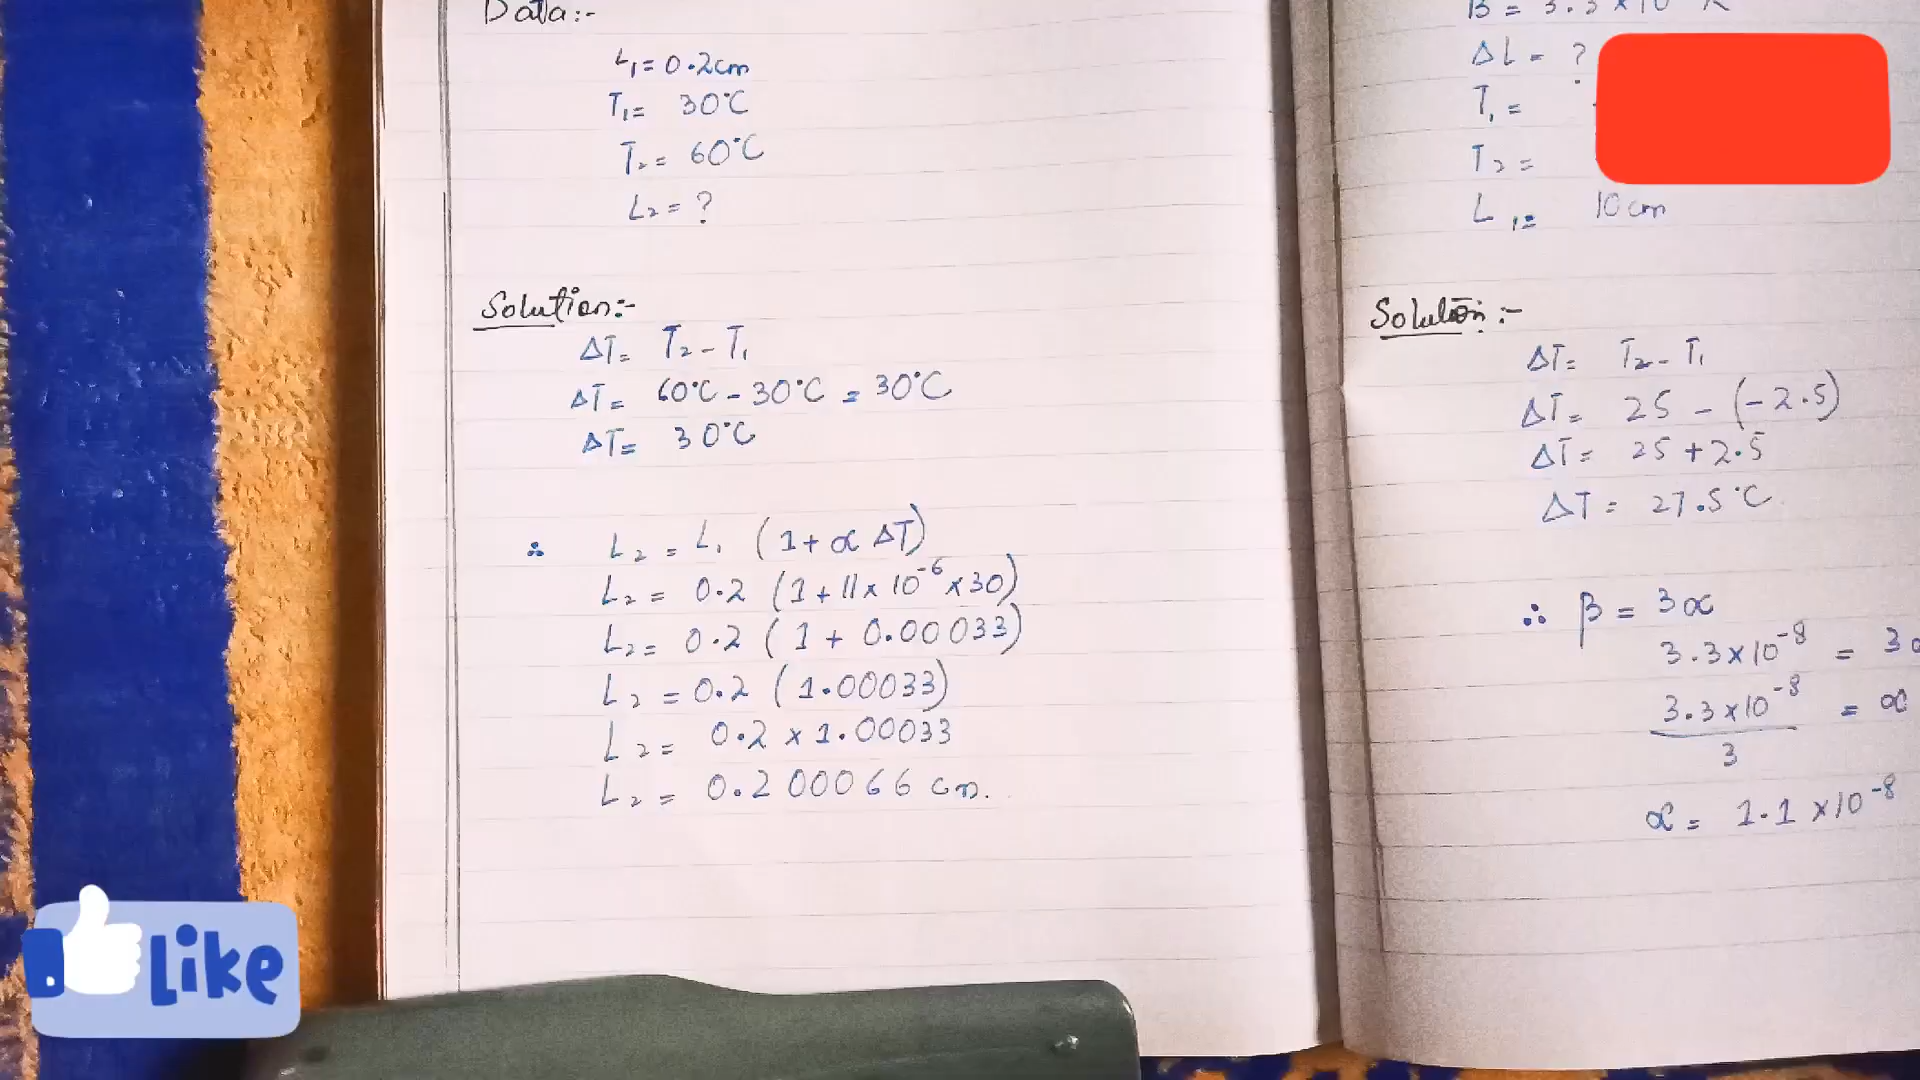 Data:-
L₁= 0.2cm
T₁= 30°C
T₂= 60°C
L₂= ?
Solution:-
ΔT= T₂-T₁
ΔT= 60°C-30°C = 30°C
ΔT= 30°C
∴ L₂ = L₁ (1+ ∝ ΔT)
L₂ = 0.2 (1+11×10⁻⁶×30)
L₂= 0.2 (1 + 0.00033)
L₂ = 0.2 (1.00033)
L₂= 0.2 × 1.00033
L₂ = 0.200066 cm.
Like
ΔL = ?
T₁ =
T₂ =
L₁= 10cm
Solution:-
ΔT= T₂-T₁
ΔT= 25-(-2.5)
ΔT= 25+2.5
ΔT= 27.5°C
∴ β = 3∝
3.3×10⁻⁸ = 3∝
3.3×10⁻⁸ = ∝
3
∝= 1.1×10⁻⁸